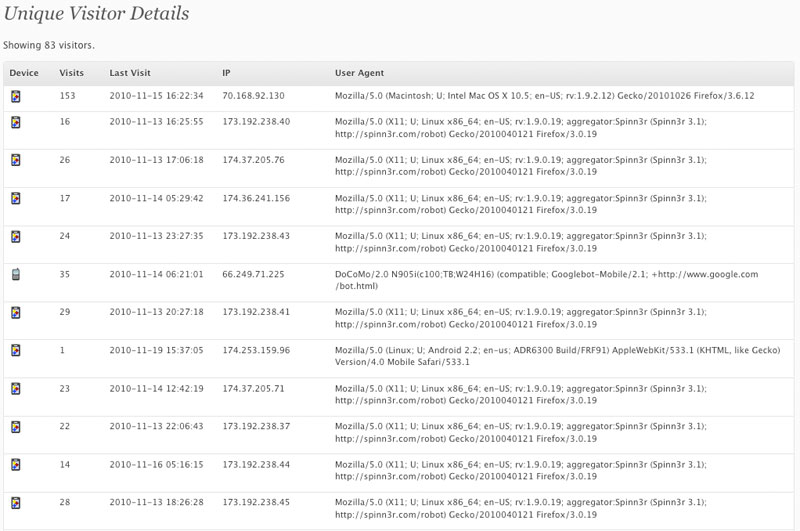 Unique Visitor Details
Showing 83 visitors.
Device Visits Last Visit IP User Agent
153 2010-11-15 16:22:34 70.168.92.130 Mozilla/5.0 (Macintosh; U; Intel Mac OS X 10.5; en-US; rv:1.9.2.12) Gecko/20101026 Firefox/3.6.12
16 2010-11-13 16:25:55 173.192.238.40 Mozilla/5.0 (X11; U; Linux x86_64; en-US; rv:1.9.0.19; aggregator:Spinn3r (Spinn3r 3.1);
http://spinn3r.com/robot) Gecko/2010040121 Firefox/3.0.19
26 2010-11-13 17:06:18 174.37.205.76 Mozilla/5.0 (X11; U; Linux x86_64; en-US; rv:1.9.0.19; aggregator:Spinn3r (Spinn3r 3.1);
http://spinn3r.com/robot) Gecko/2010040121 Firefox/3.0.19
17 2010-11-14 05:29:42 174.36.241.156 Mozilla/5.0 (X11; U; Linux x86_64; en-US; rv:1.9.0.19; aggregator:Spinn3r (Spinn3r 3.1);
http://spinn3r.com/robot) Gecko/2010040121 Firefox/3.0.19
24 2010-11-13 23:27:35 173.192.238.43 Mozilla/5.0 (X11; U; Linux x86_64; en-US; rv:1.9.0.19; aggregator:Spinn3r (Spinn3r 3.1);
http://spinn3r.com/robot) Gecko/2010040121 Firefox/3.0.19
35 2010-11-14 06:21:01 66.249.71.225 DoCoMo/2.0 N905i(c100;TB;W24H16) (compatible; Googlebot-Mobile/2.1; +http://www.google.com
/bot.html)
29 2010-11-13 20:27:18 173.192.238.41 Mozilla/5.0 (X11; U; Linux x86_64; en-US; rv:1.9.0.19; aggregator:Spinn3r (Spinn3r 3.1);
http://spinn3r.com/robot) Gecko/2010040121 Firefox/3.0.19
1 2010-11-19 15:37:05 174.253.159.96 Mozilla/5.0 (Linux; U; Android 2.2; en-us; ADR6300 Build/FRF91) AppleWebKit/533.1 (KHTML, like Gecko)
Version/4.0 Mobile Safari/533.1
23 2010-11-14 12:42:19 174.37.205.71 Mozilla/5.0 (X11; U; Linux x86_64; en-US; rv:1.9.0.19; aggregator:Spinn3r (Spinn3r 3.1);
http://spinn3r.com/robot) Gecko/2010040121 Firefox/3.0.19
22 2010-11-13 22:06:43 173.192.238.37 Mozilla/5.0 (X11; U; Linux x86_64; en-US; rv:1.9.0.19; aggregator:Spinn3r (Spinn3r 3.1);
http://spinn3r.com/robot) Gecko/2010040121 Firefox/3.0.19
14 2010-11-16 05:16:15 173.192.238.44 Mozilla/5.0 (X11; U; Linux x86_64; en-US; rv:1.9.0.19; aggregator:Spinn3r (Spinn3r 3.1);
http://spinn3r.com/robot) Gecko/2010040121 Firefox/3.0.19
28 2010-11-13 18:26:28 173.192.238.45 Mozilla/5.0 (X11; U; Linux x86_64; en-US; rv:1.9.0.19; aggregator:Spinn3r (Spinn3r 3.1);
http://spinn3r.com/robot) Gecko/2010040121 Firefox/3.0.19